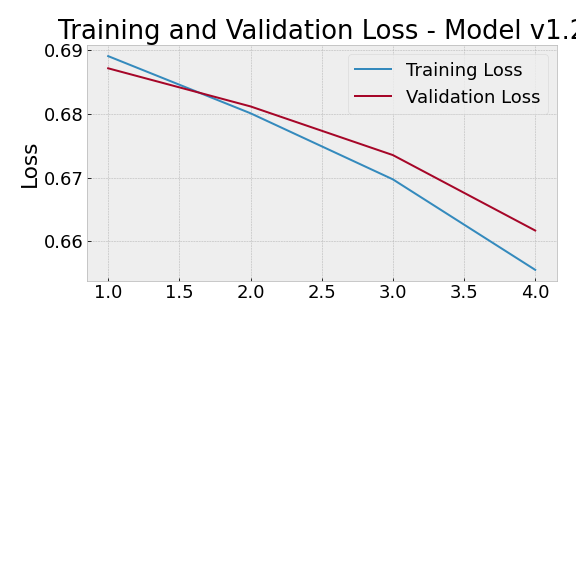 Training and Validation Loss - Model v1.2
0.69
0.68
0.67
0.66
Loss
Training Loss
Validation Loss
1.0 1.5 2.0 2.5 3.0 3.5 4.0